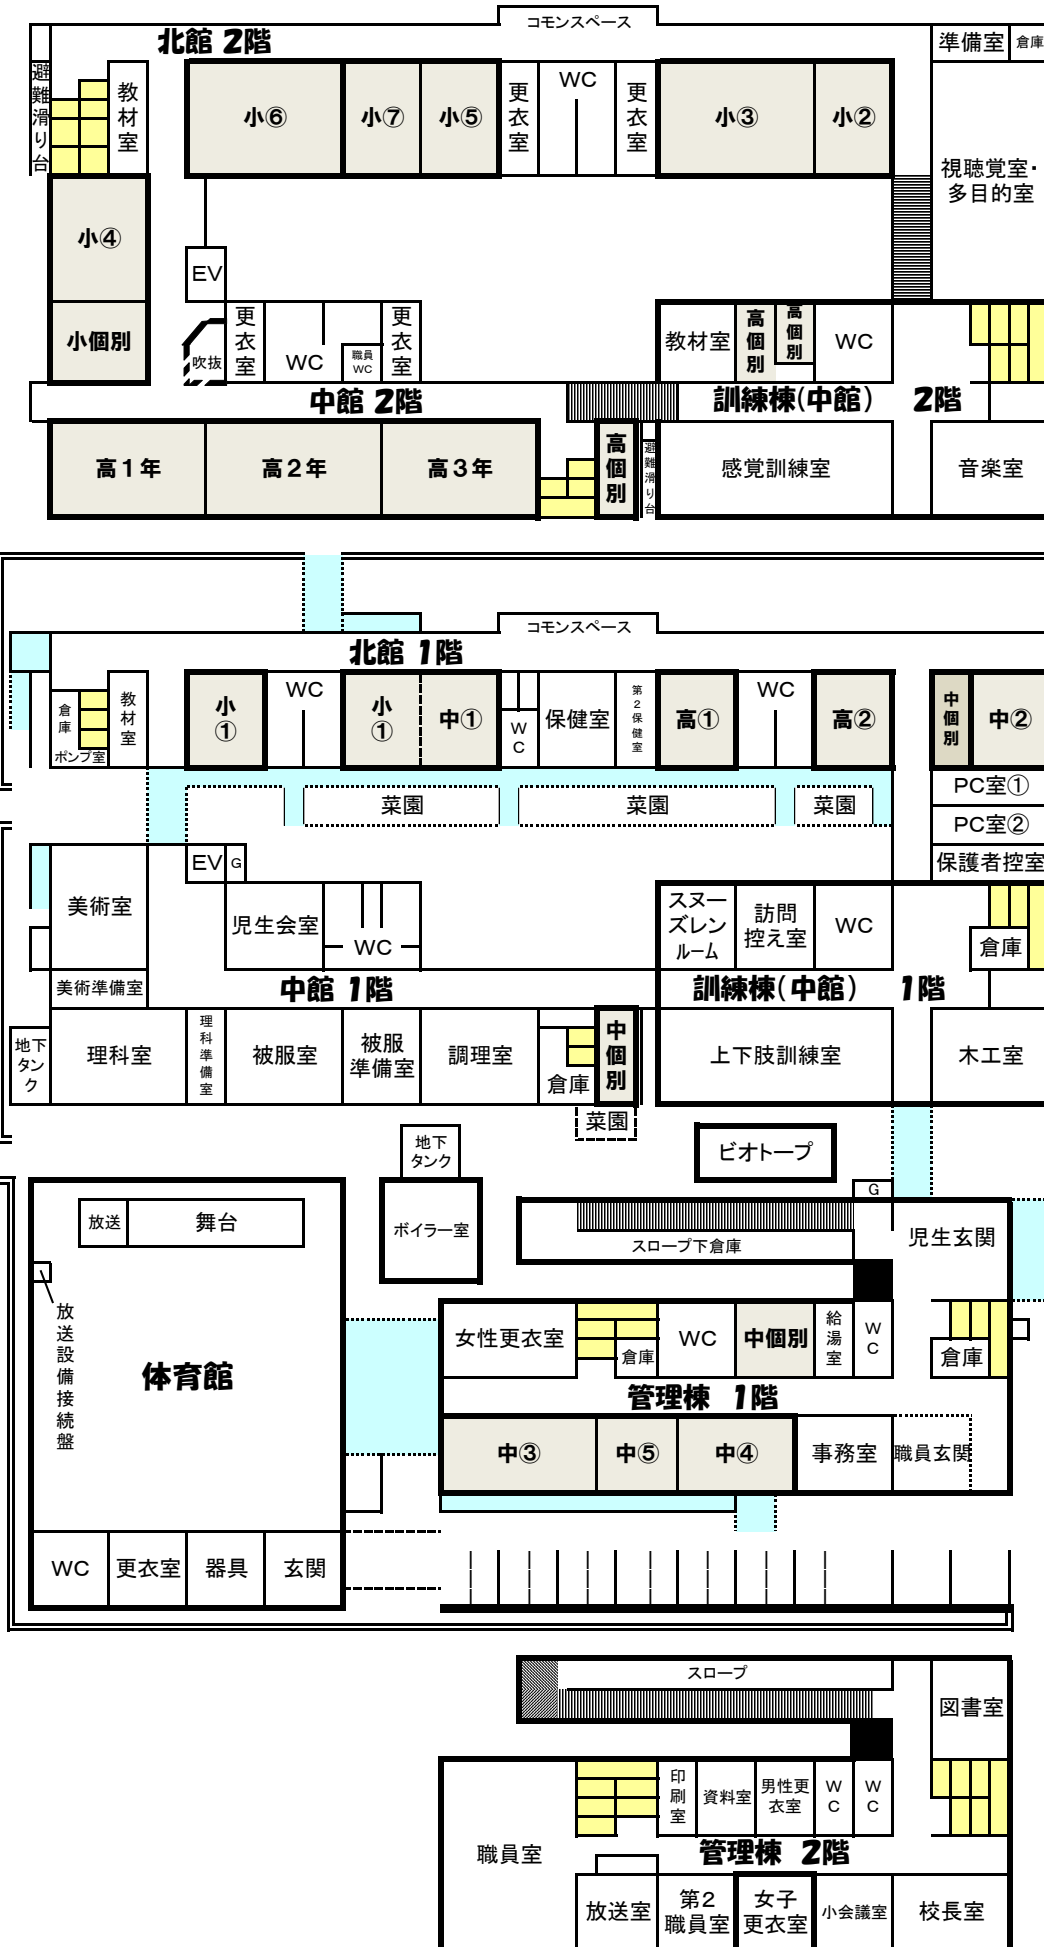 コモンスペース
北館 2階
準備室
倉庫
避難滑り台
教材室
小⑥
小⑦
小⑤
更衣室
WC
更衣室
小③
小②
視聴覚室・
多目的室
小④
EV
小個別
吹抜
更衣室
WC
職員
WC
更衣室
教材室
高個別
高個別
WC
中館 2階
訓練棟(中館) 2階
高1年
高2年
高3年
高個別
避難滑り台
感覚訓練室
音楽室
コモンスペース
北館 1階
倉庫
ポンプ室
教材室
小①
WC
小①
中①
WC
保健室
第2保健室
高①
WC
高②
中個別
中②
PC室①
PC室②
保護者控室
菜園
菜園
菜園
美術室
EV
G
児生会室
WC
スヌー
ズレン
ルーム
訪問
控え室
WC
倉庫
美術準備室
中館 1階
訓練棟(中館) 1階
地下
タン
ク
理科室
理科準備室
被服室
被服
準備室
調理室
倉庫
中個別
上下肢訓練室
木工室
菜園
地下
タンク
ビオトープ
G
放送
舞台
ボイラー室
スロープ下倉庫
児生玄関
放送設備接続盤
体育館
女性更衣室
倉庫
WC
中個別
給湯室
WC
倉庫
管理棟 1階
中③
中⑤
中④
事務室
職員玄関
WC
更衣室
器具
玄関
スロープ
図書室
職員室
印刷室
資料室
男性更
衣室
WC
WC
管理棟 2階
放送室
第2
職員室
女子
更衣室
小会議室
校長室